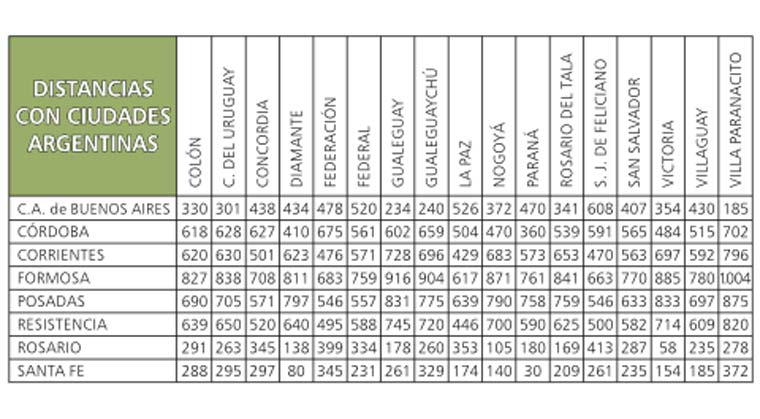 DISTANCIAS
CON CIUDADES
ARGENTINAS
COLÓN
C. DEL URUGUAY
CONCORDIA
DIAMANTE
FEDERACIÓN
FEDERAL
GUALEGUAY
GUALEGUAYCHÚ
LA PAZ
NOGOYÁ
PARANÁ
ROSARIO DEL TALA
S. J. DE FELICIANO
SAN SALVADOR
VICTORIA
VILLAGUAY
VILLA PARANACITO
C.A. de BUENOS AIRES 330 301 438 434 478 520 234 240 526 372 470 341 608 407 354 430 185
CÓRDOBA 618 628 627 410 675 561 602 659 504 470 360 539 591 565 484 515 702
CORRIENTES 620 630 501 623 476 571 728 696 429 683 573 653 470 563 697 592 796
FORMOSA 827 838 708 811 683 759 916 904 617 871 761 841 663 770 885 780 1.004
POSADAS 690 705 571 797 546 557 831 775 639 790 758 759 546 633 833 697 875
RESISTENCIA 639 650 520 640 495 588 745 720 446 700 590 625 500 582 714 609 820
ROSARIO 291 263 345 138 399 334 178 260 353 105 180 169 413 287 58 235 278
SANTA FE 288 295 297 80 345 231 261 329 174 140 30 209 261 235 154 185 372